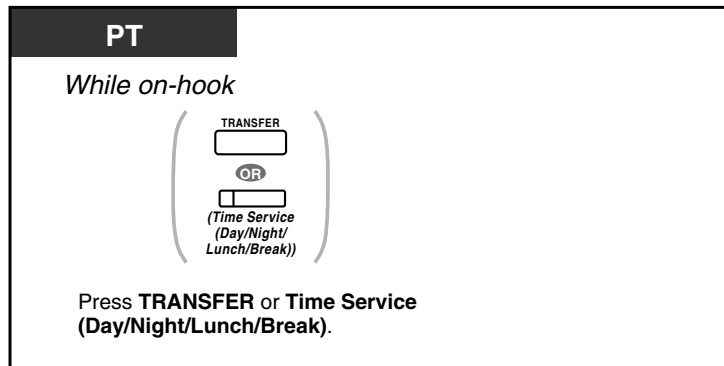 PT
While on-hook
TRANSFER
OR
(Time Service
(Day/Night/
Lunch/Break))
Press TRANSFER or Time Service
(Day/Night/Lunch/Break).